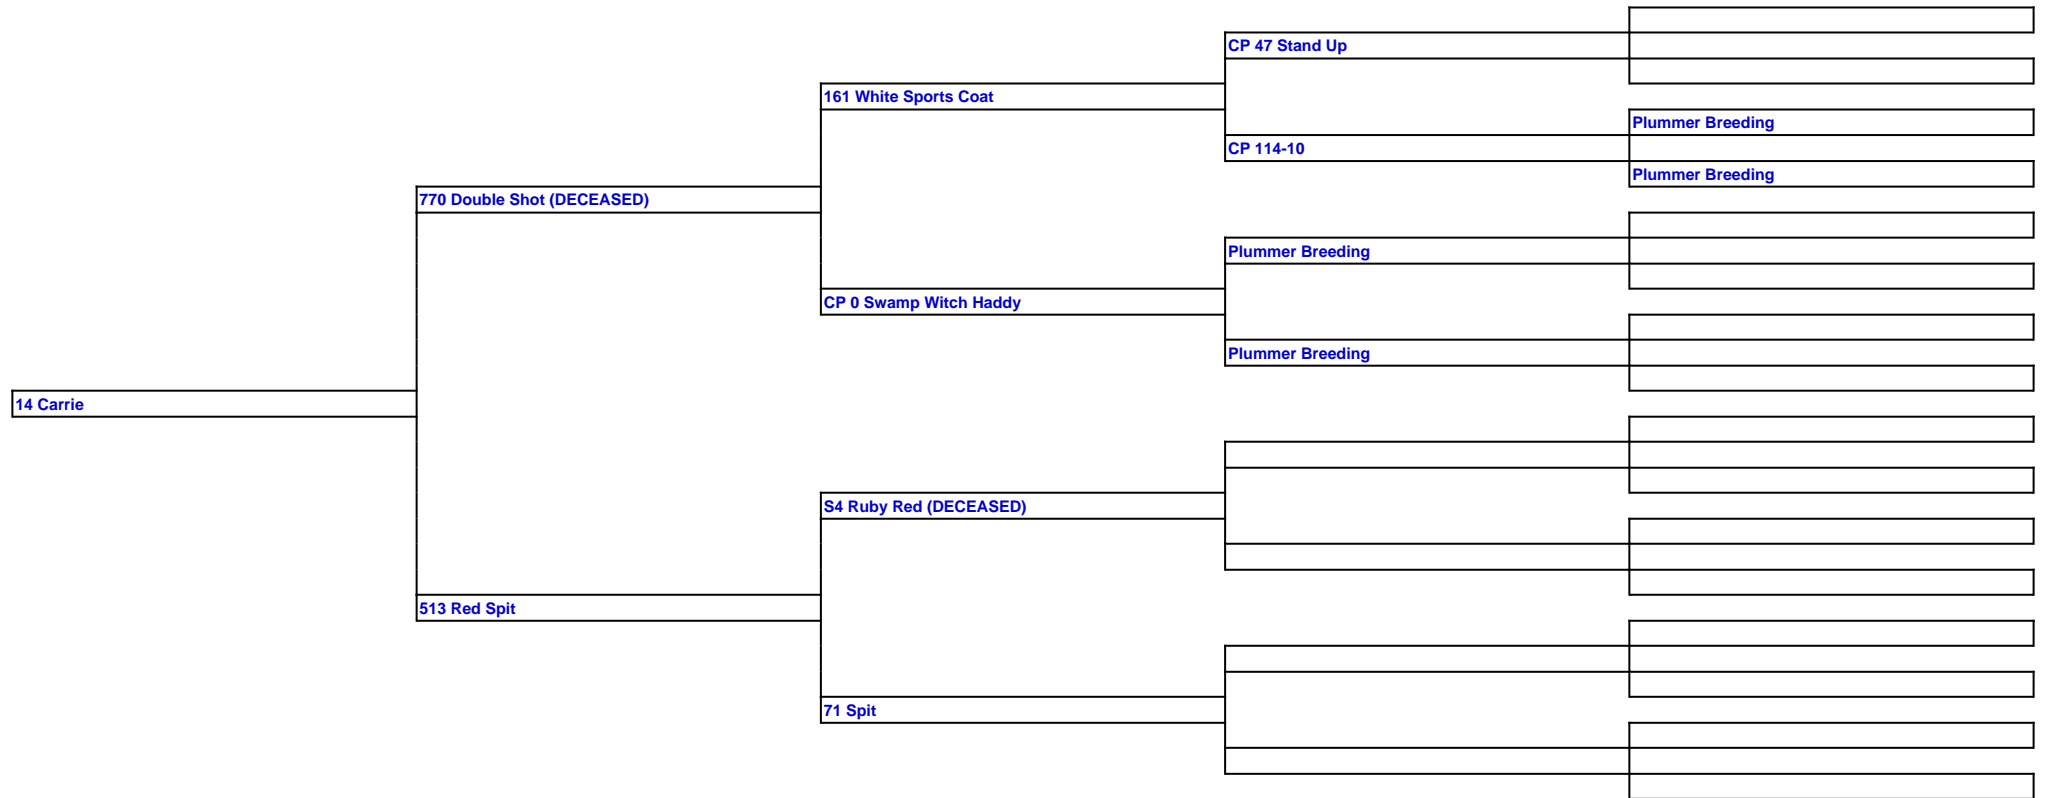 CP 47 Stand Up
161 White Sports Coat
Plummer Breeding
CP 114-10
Plummer Breeding
770 Double Shot (DECEASED)
Plummer Breeding
CP 0 Swamp Witch Haddy
Plummer Breeding
14 Carrie
S4 Ruby Red (DECEASED)
513 Red Spit
71 Spit